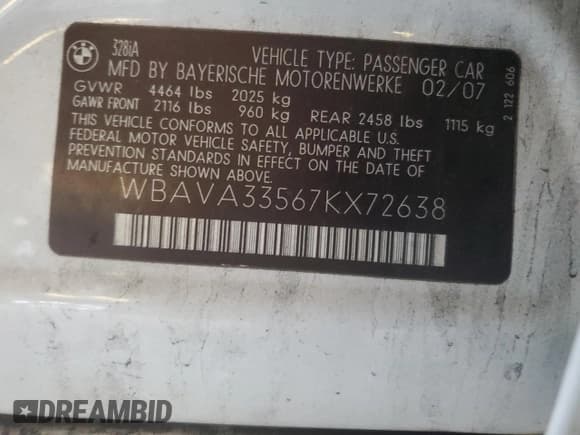 BMW
328iA
VEHICLE TYPE: PASSENGER CAR
MFD BY BAYERISCHE MOTORENWERKE 02/07
GVWR 4464 lbs 2025 kg
GAWR FRONT 2116 lbs 960 kg REAR 2458 lbs 1115 kg
THIS VEHICLE CONFORMS TO ALL APPLICABLE U.S.
FEDERAL MOTOR VEHICLE SAFETY, BUMPER AND THEFT
PREVENTION STANDARDS IN EFFECT ON THE DATE OF
MANUFACTURE SHOWN ABOVE.
WBAVA33567KX72638
2 122 606
DREAMBID